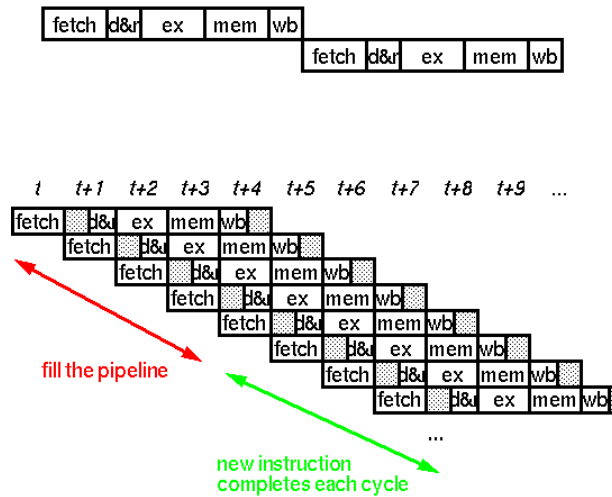 fetch d&r ex mem wb
fetch d&r ex mem wb
t t+1 t+2 t+3 t+4 t+5 t+6 t+7 t+8 t+9 ...
fetch d&r ex mem wb
fetch d&r ex mem wb
fetch d&r ex mem wb
fetch d&r ex mem wb
fetch d&r ex mem wb
fetch d&r ex mem wb
fetch d&r ex mem wb
fetch d&r ex mem wb
fill the pipeline
...
new instruction
completes each cycle